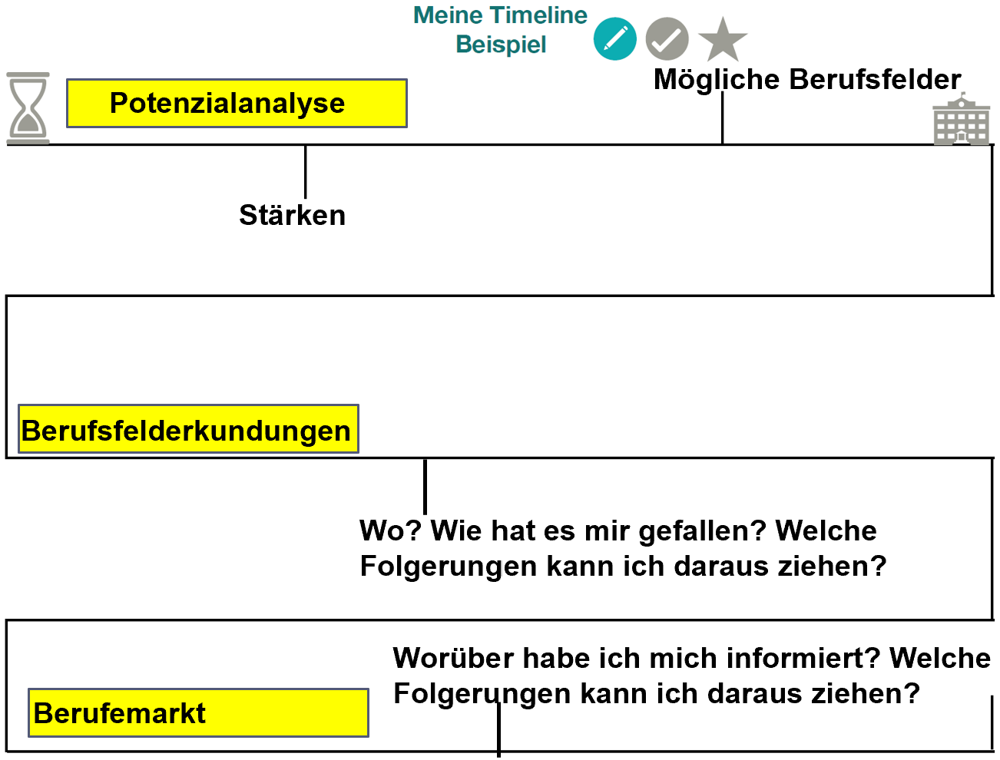 Meine Timeline
Beispiel
Mögliche Berufsfelder
Potenzialanalyse
Stärken
Berufsfelderkundungen
Wo? Wie hat es mir gefallen? Welche
Folgerungen kann ich daraus ziehen?
Worüber habe ich mich informiert? Welche
Folgerungen kann ich daraus ziehen?
Berufemarkt